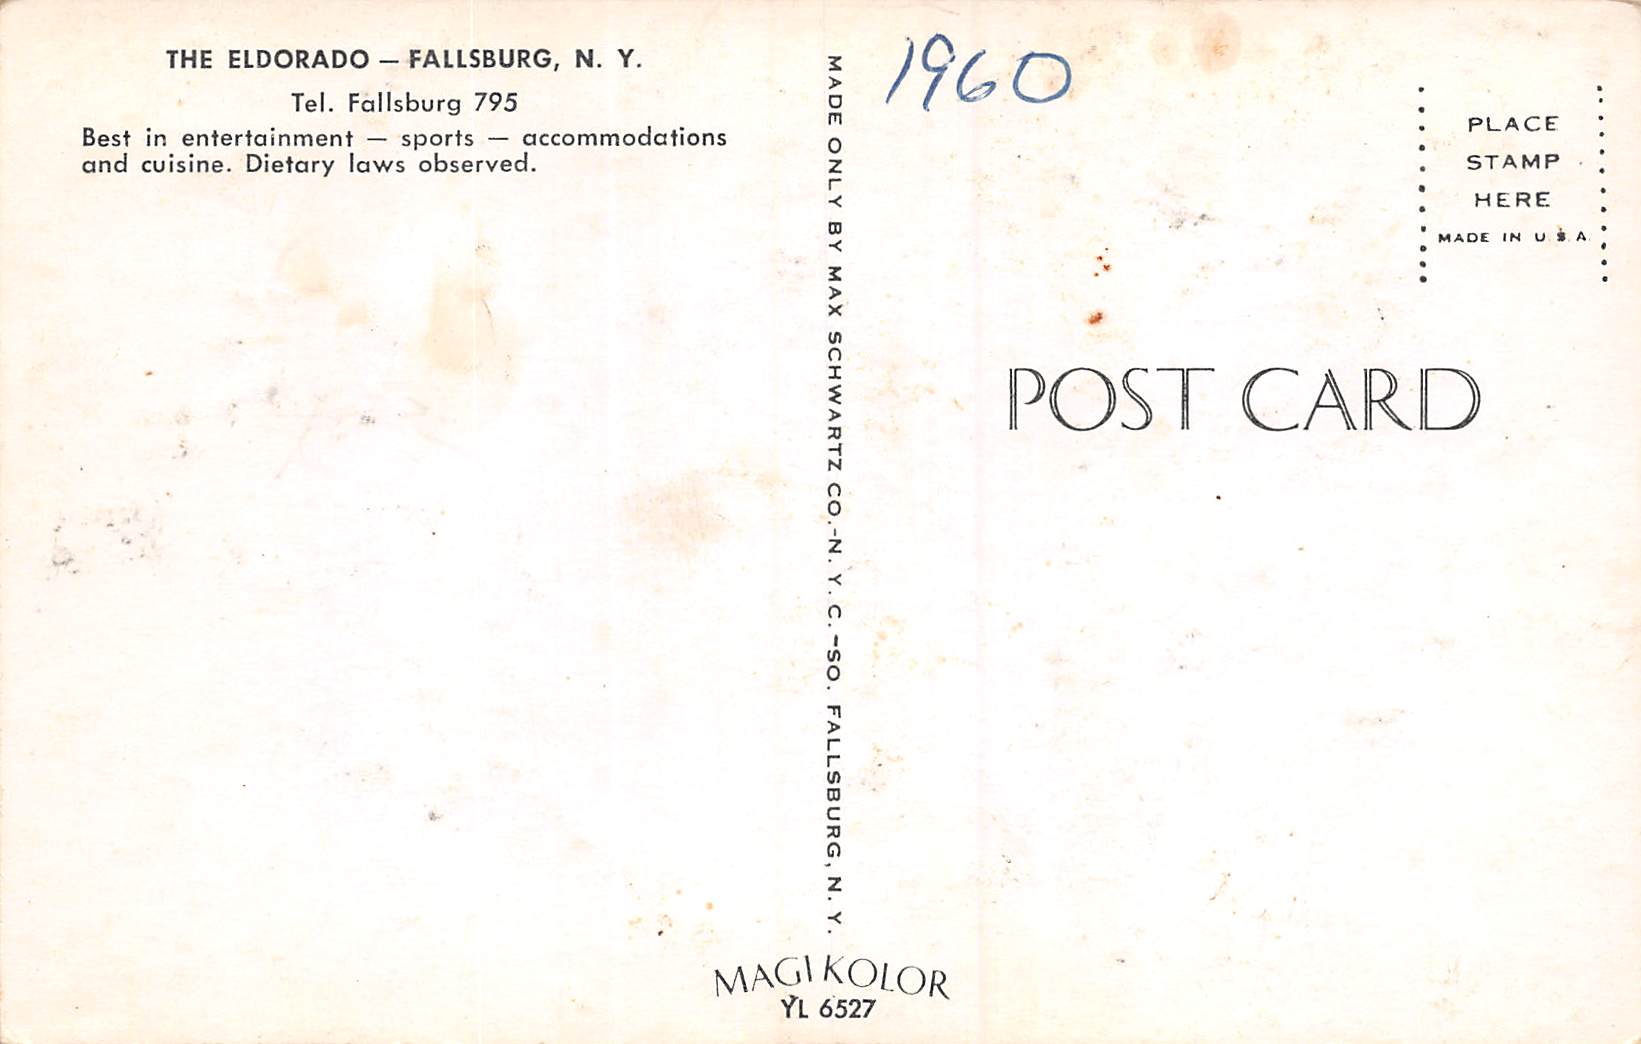 THE ELDORADO — FALLSBURG, N. Y.
Tel. Fallsburg 795
Best in entertainment — sports — accommodations
and cuisine. Dietary laws observed.
MADE ONLY BY MAX SCHWARTZ CO.-N. Y. C.-SO. FALLSBURG, N. Y.
MAGI KOLOR
YL 6527
1960
PLACE
STAMP
HERE
MADE IN U.S.A.
POST CARD